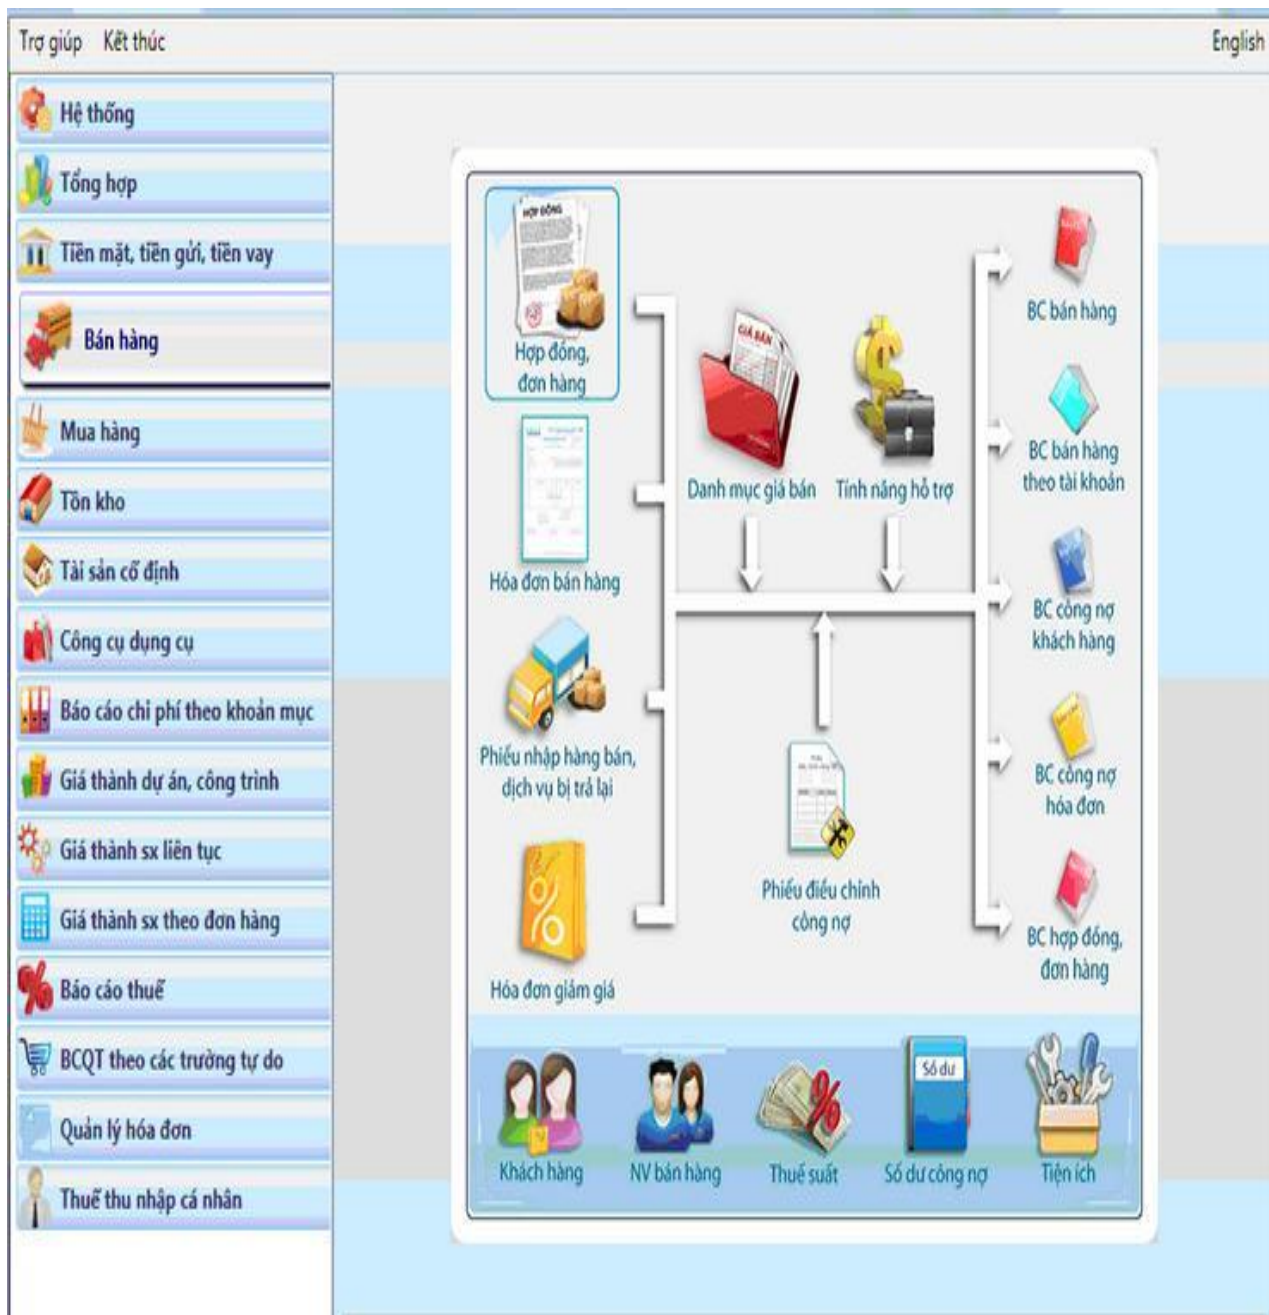 Trợ giúp Kết thúc English
Hệ thống
Tổng hợp
Tiền mặt, tiền gửi, tiền vay
Bán hàng
Mua hàng
Tồn kho
Tài sản cố định
Công cụ dụng cụ
Báo cáo chi phí theo khoản mục
Giá thành dự án, công trình
Giá thành sx liên tục
Giá thành sx theo đơn hàng
Báo cáo thuế
BCQT theo các trường tự do
Quản lý hóa đơn
Thuế thu nhập cá nhân
HỢP ĐỒNG
Hợp đồng,
đơn hàng
Hóa đơn bán hàng
Phiếu nhập hàng bán,
dịch vụ bị trả lại
Hóa đơn giảm giá
GIÁ BÁN
Danh mục giá bán
Tính năng hỗ trợ
Phiếu điều chỉnh
công nợ
BC bán hàng
BC bán hàng
theo tài khoản
BC công nợ
khách hàng
BC công nợ
hóa đơn
BC hợp đồng,
đơn hàng
Khách hàng
NV bán hàng
Thuế suất
Số dư
Số dư công nợ
Tiện ích